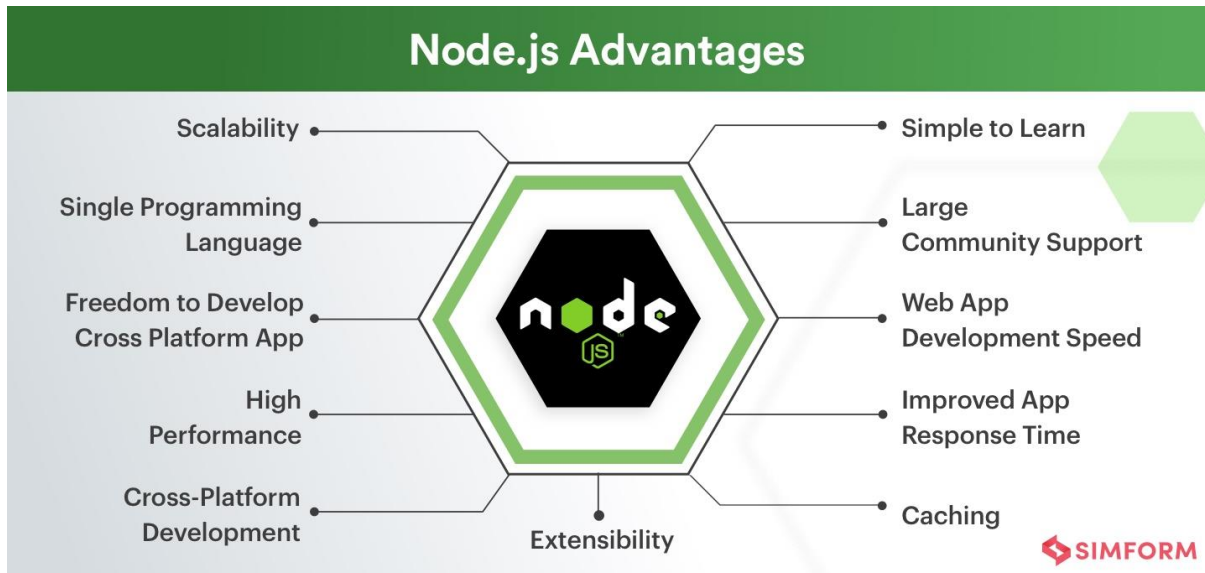 Node.js Advantages
Scalability
Single Programming
Language
Freedom to Develop
Cross Platform App
High
Performance
Cross-Platform
Development
node
JS
™
Extensibility
Simple to Learn
Large
Community Support
Web App
Development Speed
Improved App
Response Time
Caching
SIMFORM